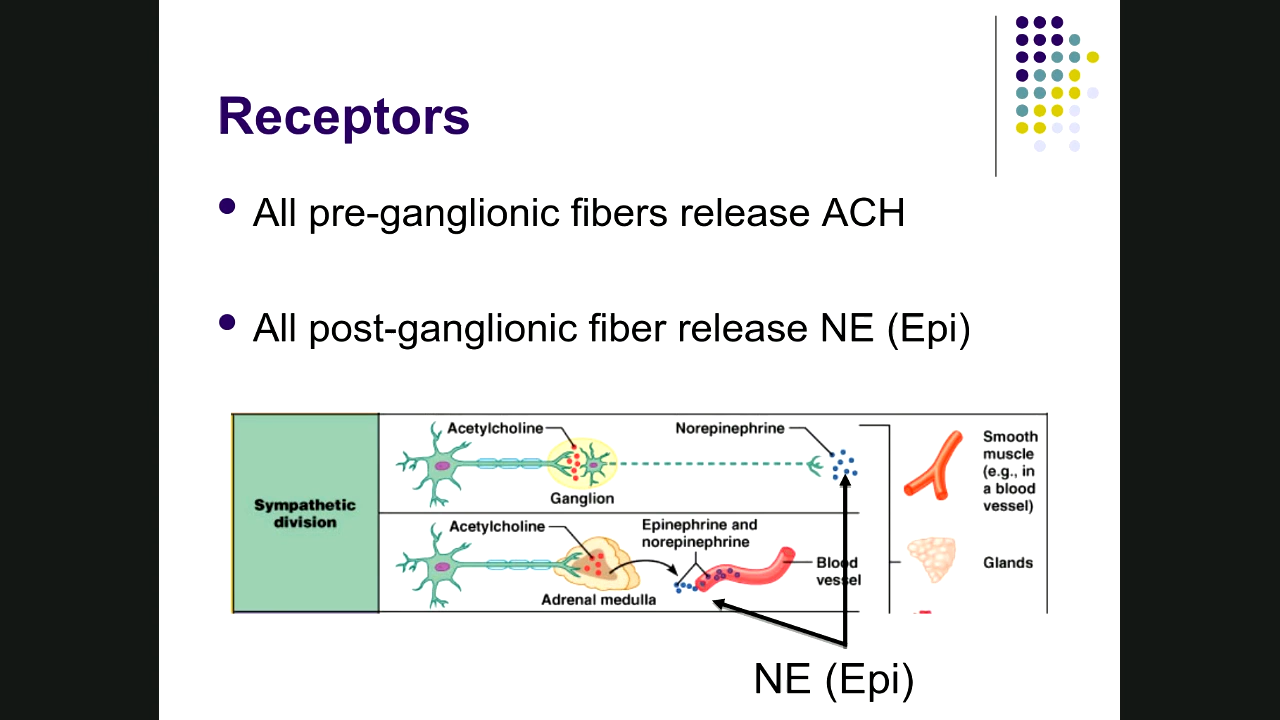 Receptors
All pre-ganglionic fibers release ACH
All post-ganglionic fiber release NE (Epi)
Sympathetic
division
Acetylcholine
Ganglion
Norepinephrine
Acetylcholine
Adrenal medulla
Epinephrine and
norepinephrine
Blood
vessel
Smooth
muscle
(e.g., in
a blood
vessel)
Glands
NE (Epi)